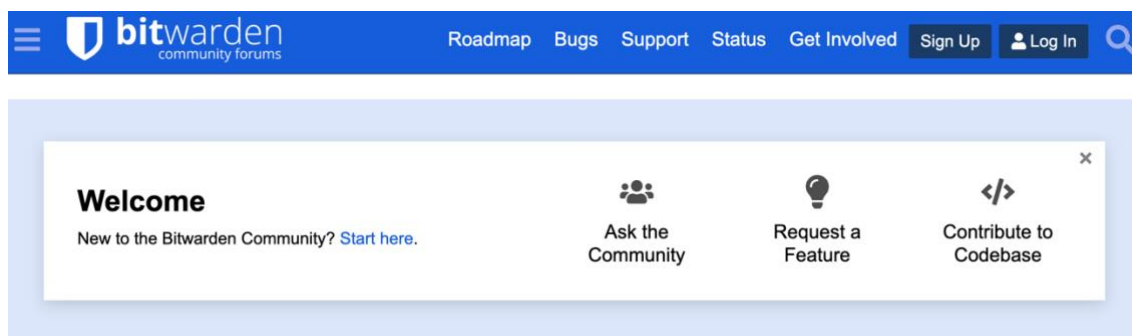 bitwarden
community forums
Roadmap Bugs Support Status Get Involved Sign Up Log In
Welcome
New to the Bitwarden Community? Start here.
Ask the
Community
Request a
Feature
Contribute to
Codebase